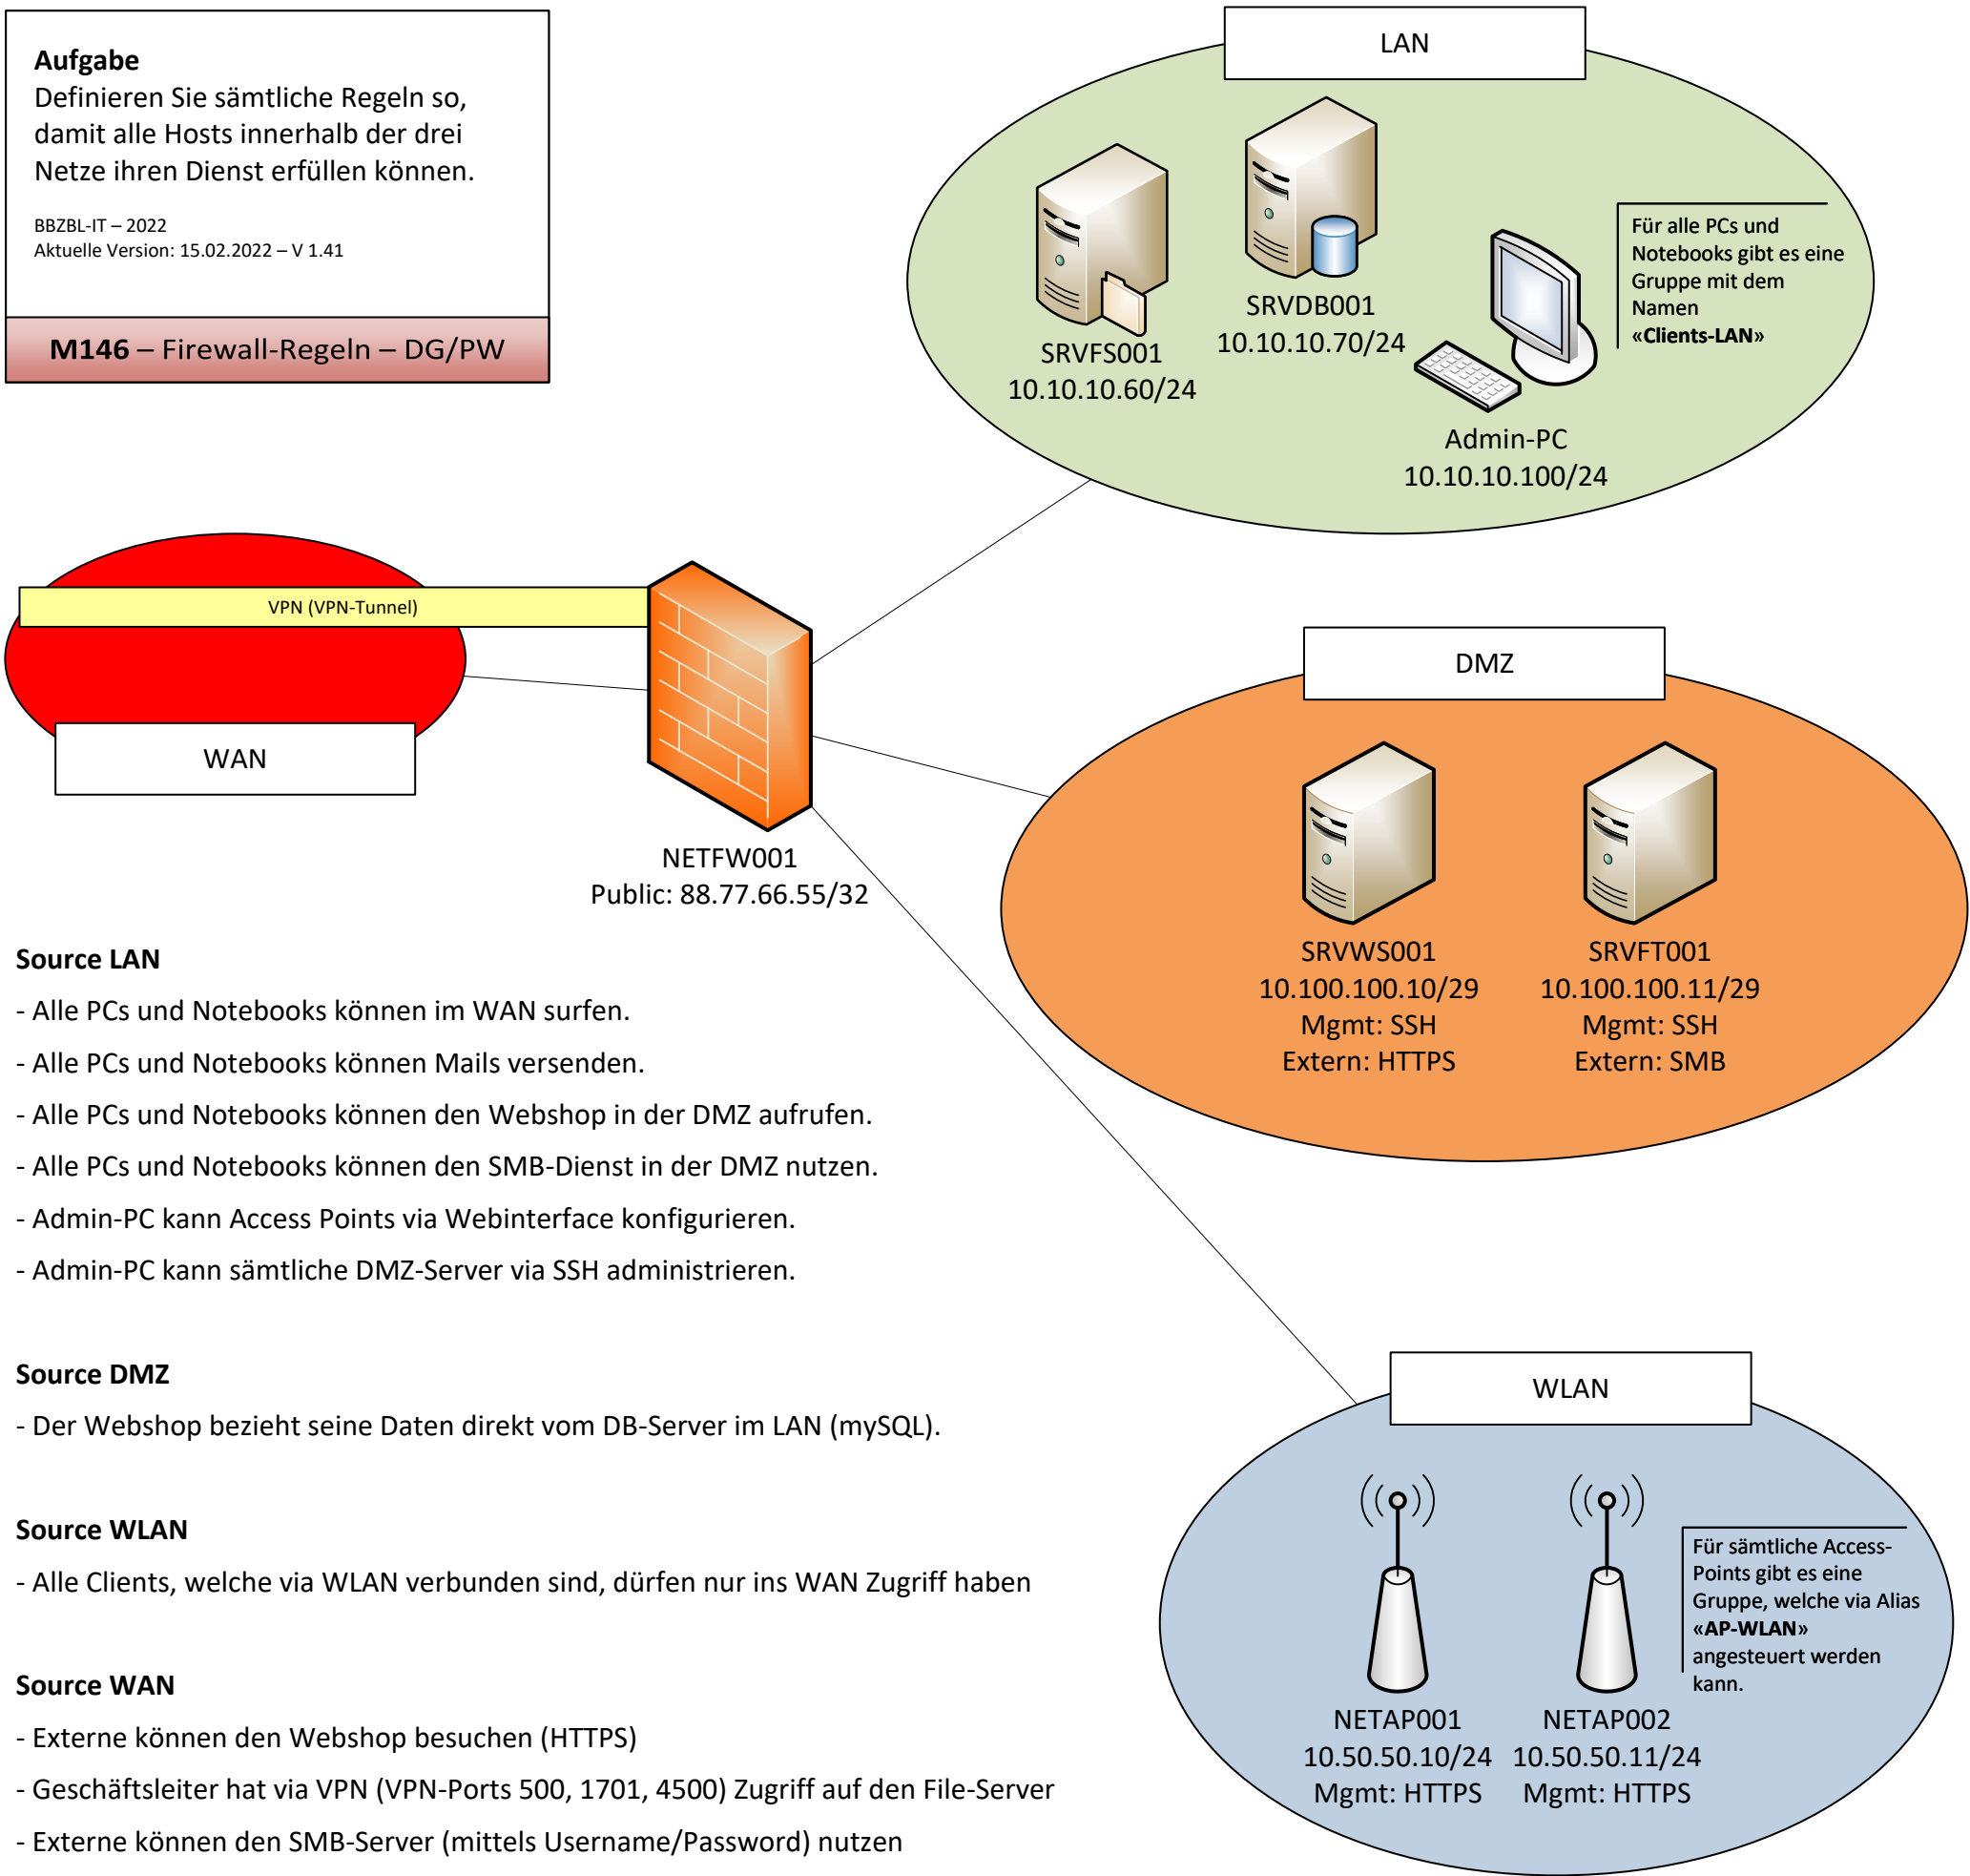 Aufgabe
Definieren Sie sämtliche Regeln so,
damit alle Hosts innerhalb der drei
Netze ihren Dienst erfüllen können.
BBZBL-IT – 2022
Aktuelle Version: 15.02.2022 – V 1.41
M146 – Firewall-Regeln – DG/PW
LAN
SRVFS001
10.10.10.60/24
SRVDB001
10.10.10.70/24
Admin-PC
10.10.10.100/24
Für alle PCs und
Notebooks gibt es eine
Gruppe mit dem
Namen
«Clients-LAN»
VPN (VPN-Tunnel)
WAN
NETFW001
Public: 88.77.66.55/32
DMZ
SRVWS001
10.100.100.10/29
Mgmt: SSH
Extern: HTTPS
SRVFT001
10.100.100.11/29
Mgmt: SSH
Extern: SMB
Source LAN
- Alle PCs und Notebooks können im WAN surfen.
- Alle PCs und Notebooks können Mails versenden.
- Alle PCs und Notebooks können den Webshop in der DMZ aufrufen.
- Alle PCs und Notebooks können den SMB-Dienst in der DMZ nutzen.
- Admin-PC kann Access Points via Webinterface konfigurieren.
- Admin-PC kann sämtliche DMZ-Server via SSH administrieren.
Source DMZ
- Der Webshop bezieht seine Daten direkt vom DB-Server im LAN (mySQL).
Source WLAN
- Alle Clients, welche via WLAN verbunden sind, dürfen nur ins WAN Zugriff haben
Source WAN
- Externe können den Webshop besuchen (HTTPS)
- Geschäftsleiter hat via VPN (VPN-Ports 500, 1701, 4500) Zugriff auf den File-Server
- Externe können den SMB-Server (mittels Username/Password) nutzen
WLAN
NETAP001
10.50.50.10/24
Mgmt: HTTPS
NETAP002
10.50.50.11/24
Mgmt: HTTPS
Für sämtliche Access-
Points gibt es eine
Gruppe, welche via Alias
«AP-WLAN»
angesteuert werden
kann.